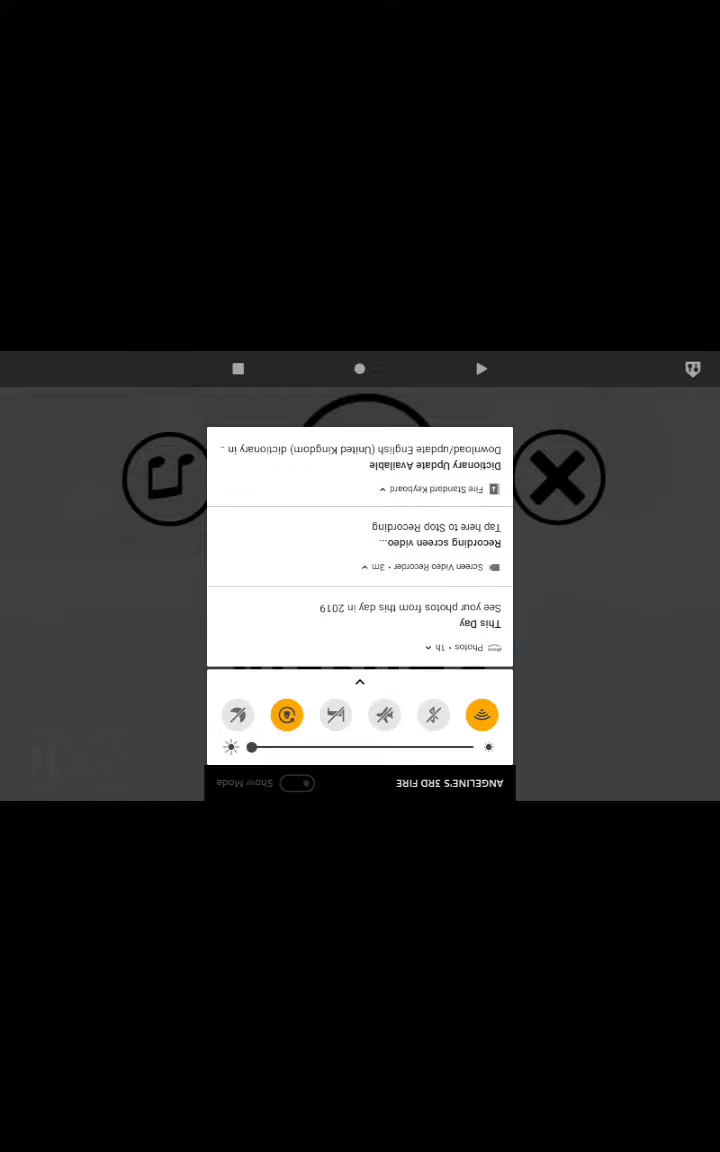 ANGELINE'S 3RD FIRE Show Mode
Photos • 1h
This Day
See your photos from this day in 2019
Screen Video Recorder • 3m
Recording screen video...
Tap here to Stop Recording
Fire Standard Keyboard
Dictionary Update Available
Download/update English (United Kingdom) dictionary in ..